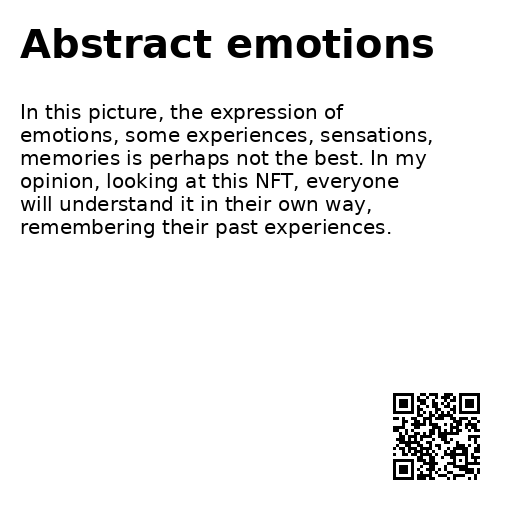 Abstract emotions
In this picture, the expression of
emotions, some experiences, sensations,
memories is perhaps not the best. In my
opinion, looking at this NFT, everyone
will understand it in their own way,
remembering their past experiences.